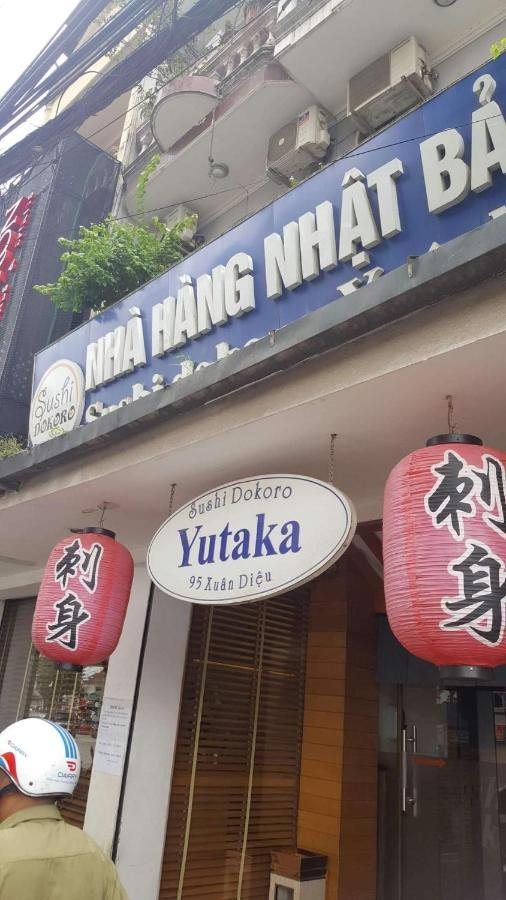 NHÀ HÀNG NHẬT BẢ
Sushi
DOKORO
Sushi Dokoro
Yutaka
95 Xuân Diệu
刺身
刺身